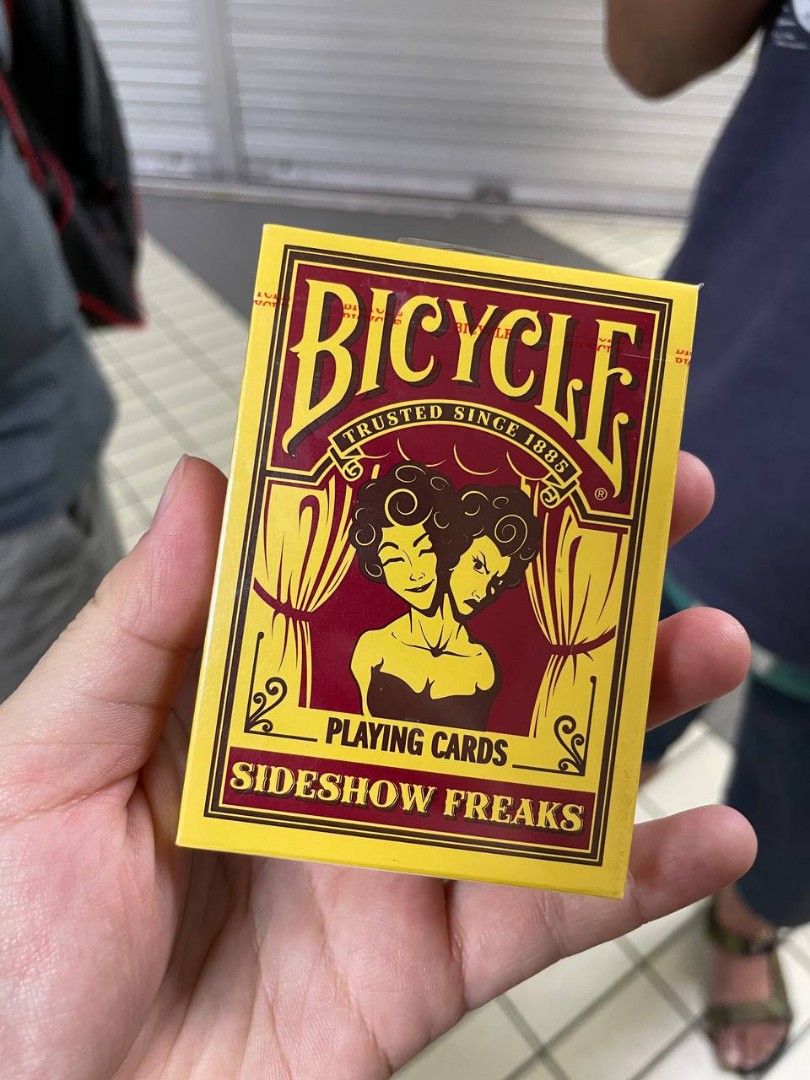 BICYCLE
TRUSTED SINCE 1885
®
PLAYING CARDS
SIDESHOW FREAKS